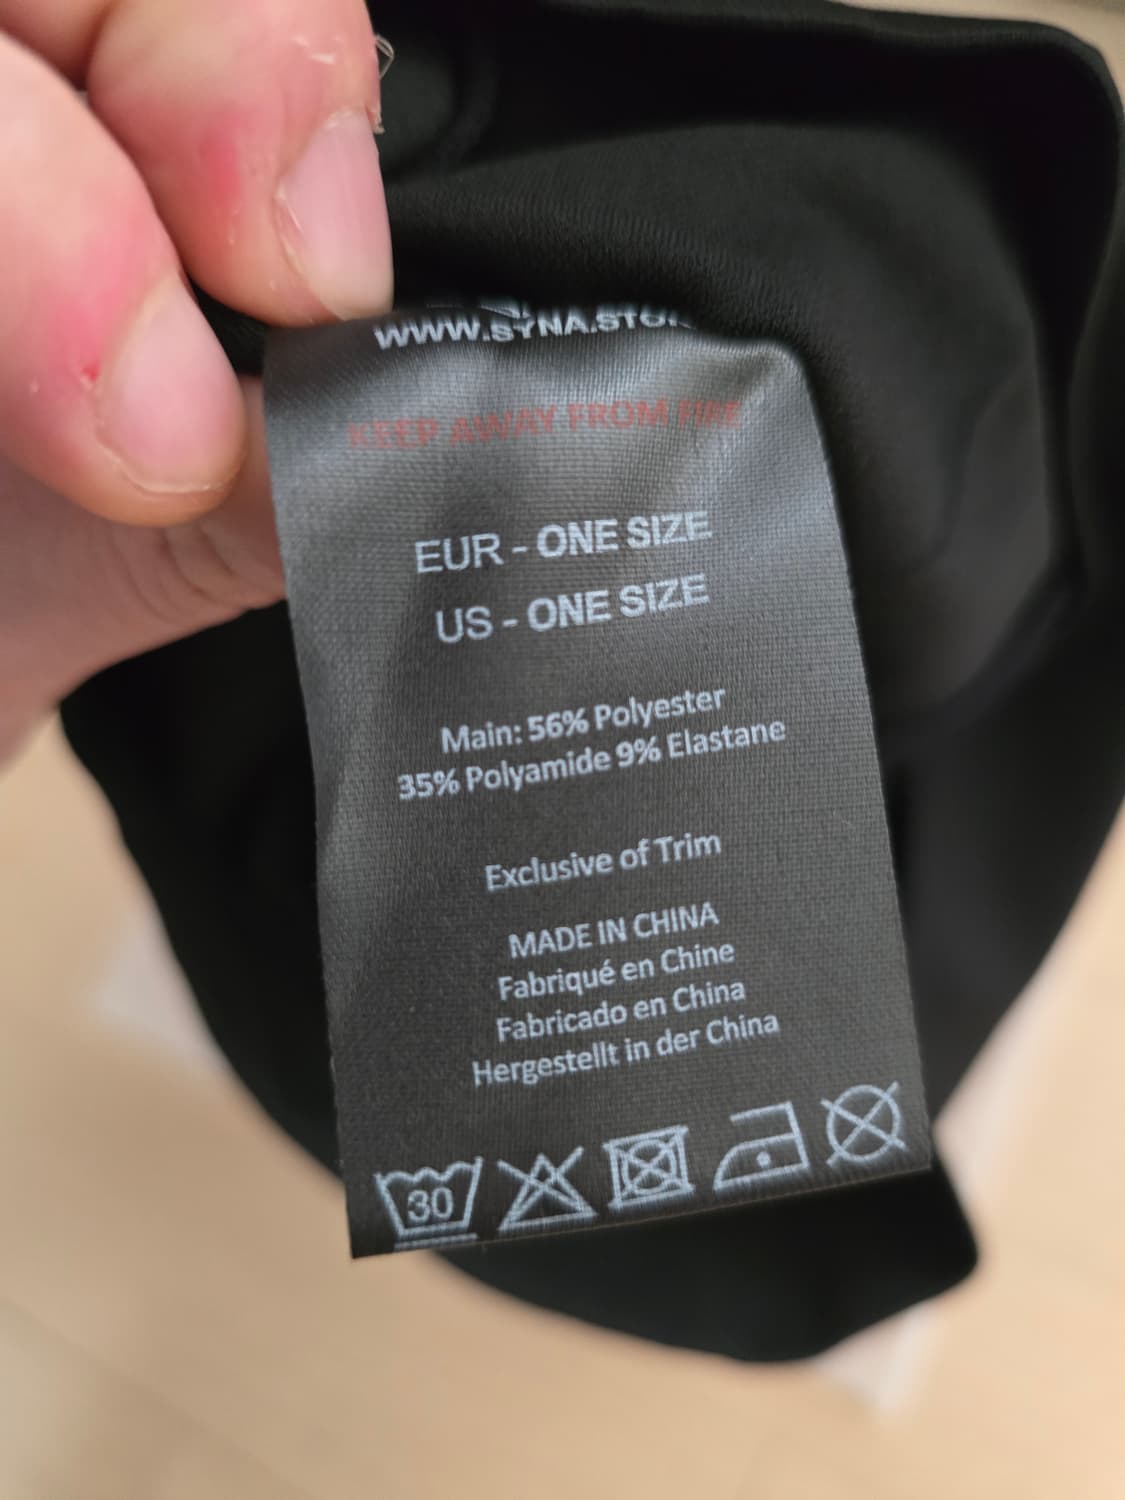 WWW.SYNA.STO
KEEP AWAY FROM FIRE
EUR - ONE SIZE
US - ONE SIZE
Main: 56% Polyester
35% Polyamide 9% Elastane
Exclusive of Trim
MADE IN CHINA
Fabriqué en Chine
Fabricado en China
Hergestellt in der China
30